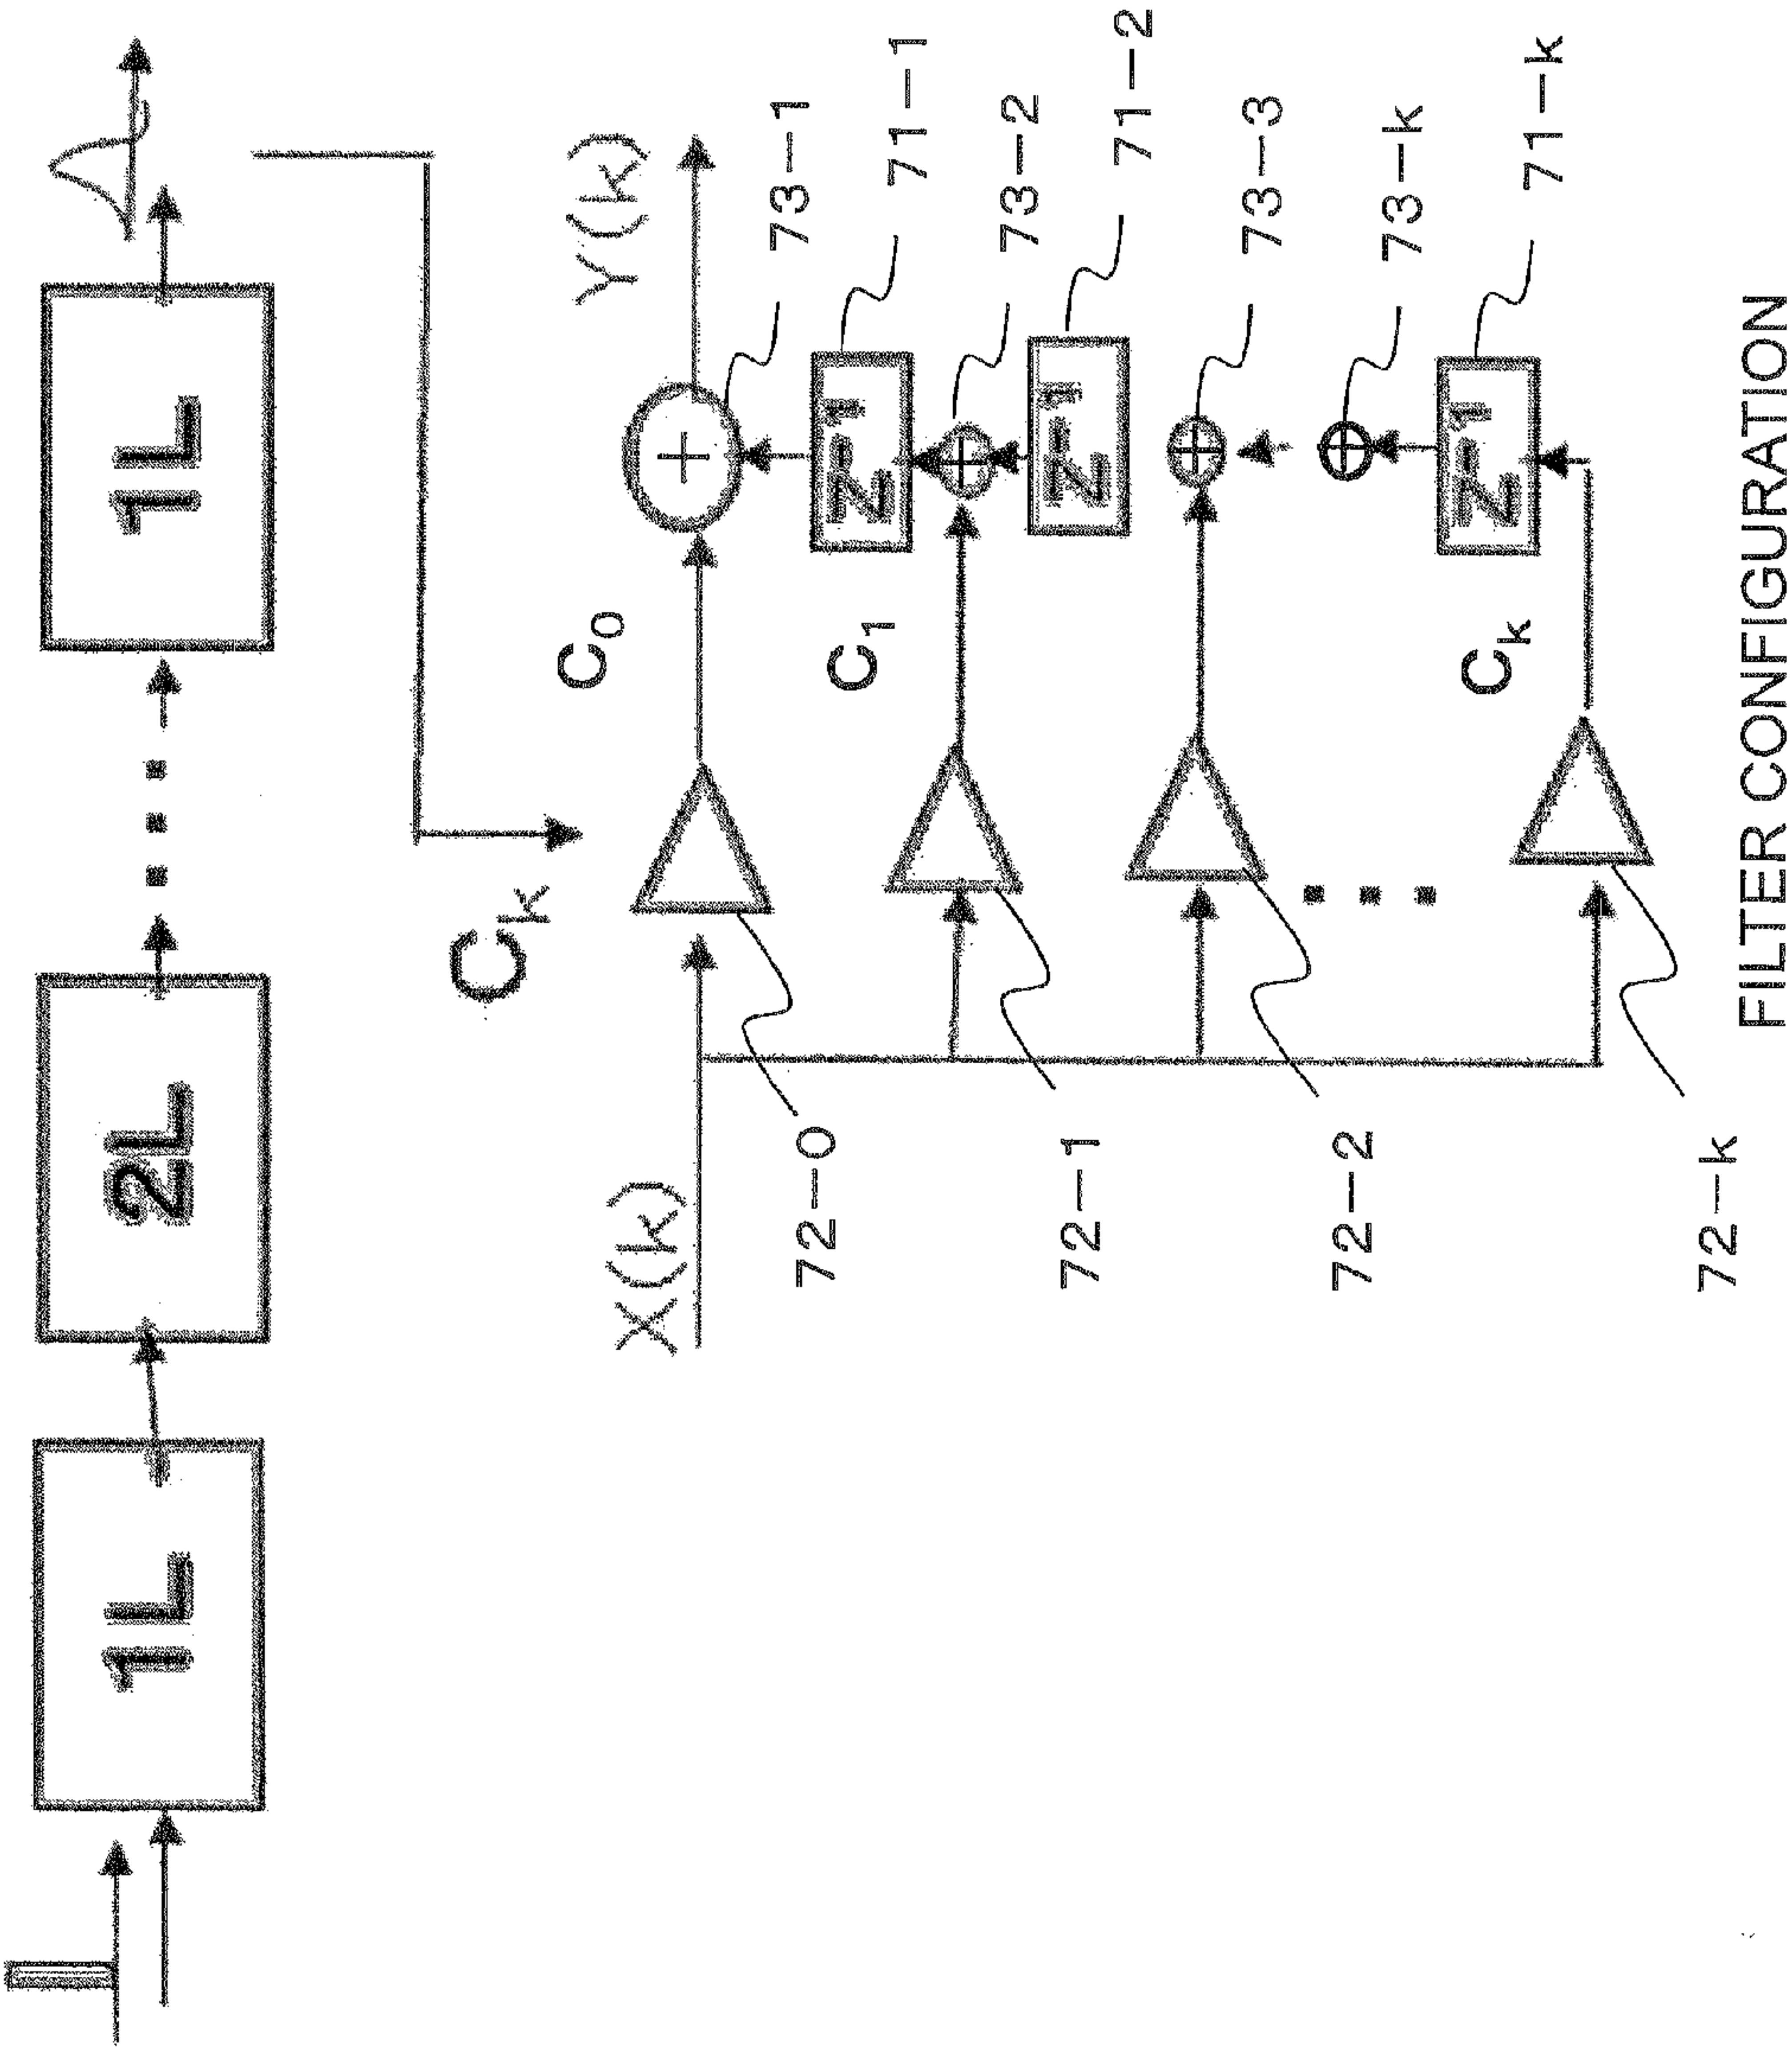 1L
2L
1L
Ck
X(k)
C0
Y(k)
73-1
Z-1
71-1
C1
73-2
Z-1
71-2
73-3
73-k
Z-1
71-k
Ck
72-0
72-1
72-2
72-k
FILTER CONFIGURATION